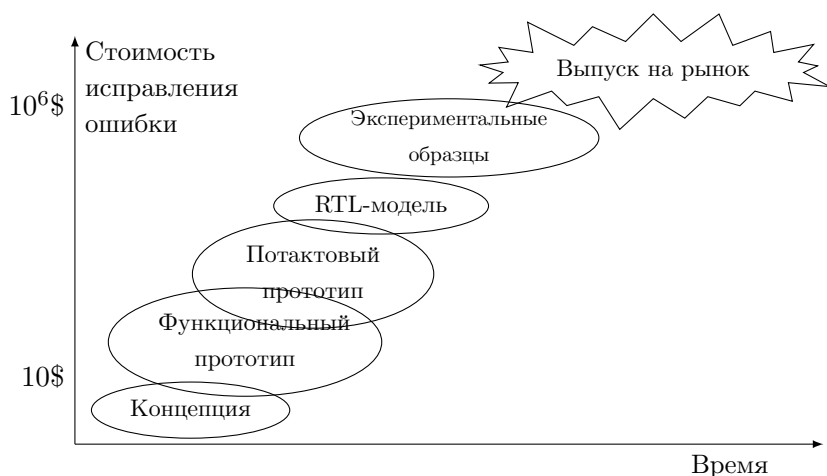 Стоимость
исправления
ошибки
10⁶$
10$
Выпуск на рынок
Экспериментальные
образцы
RTL-модель
Потактовый
прототип
Функциональный
прототип
Концепция
Время